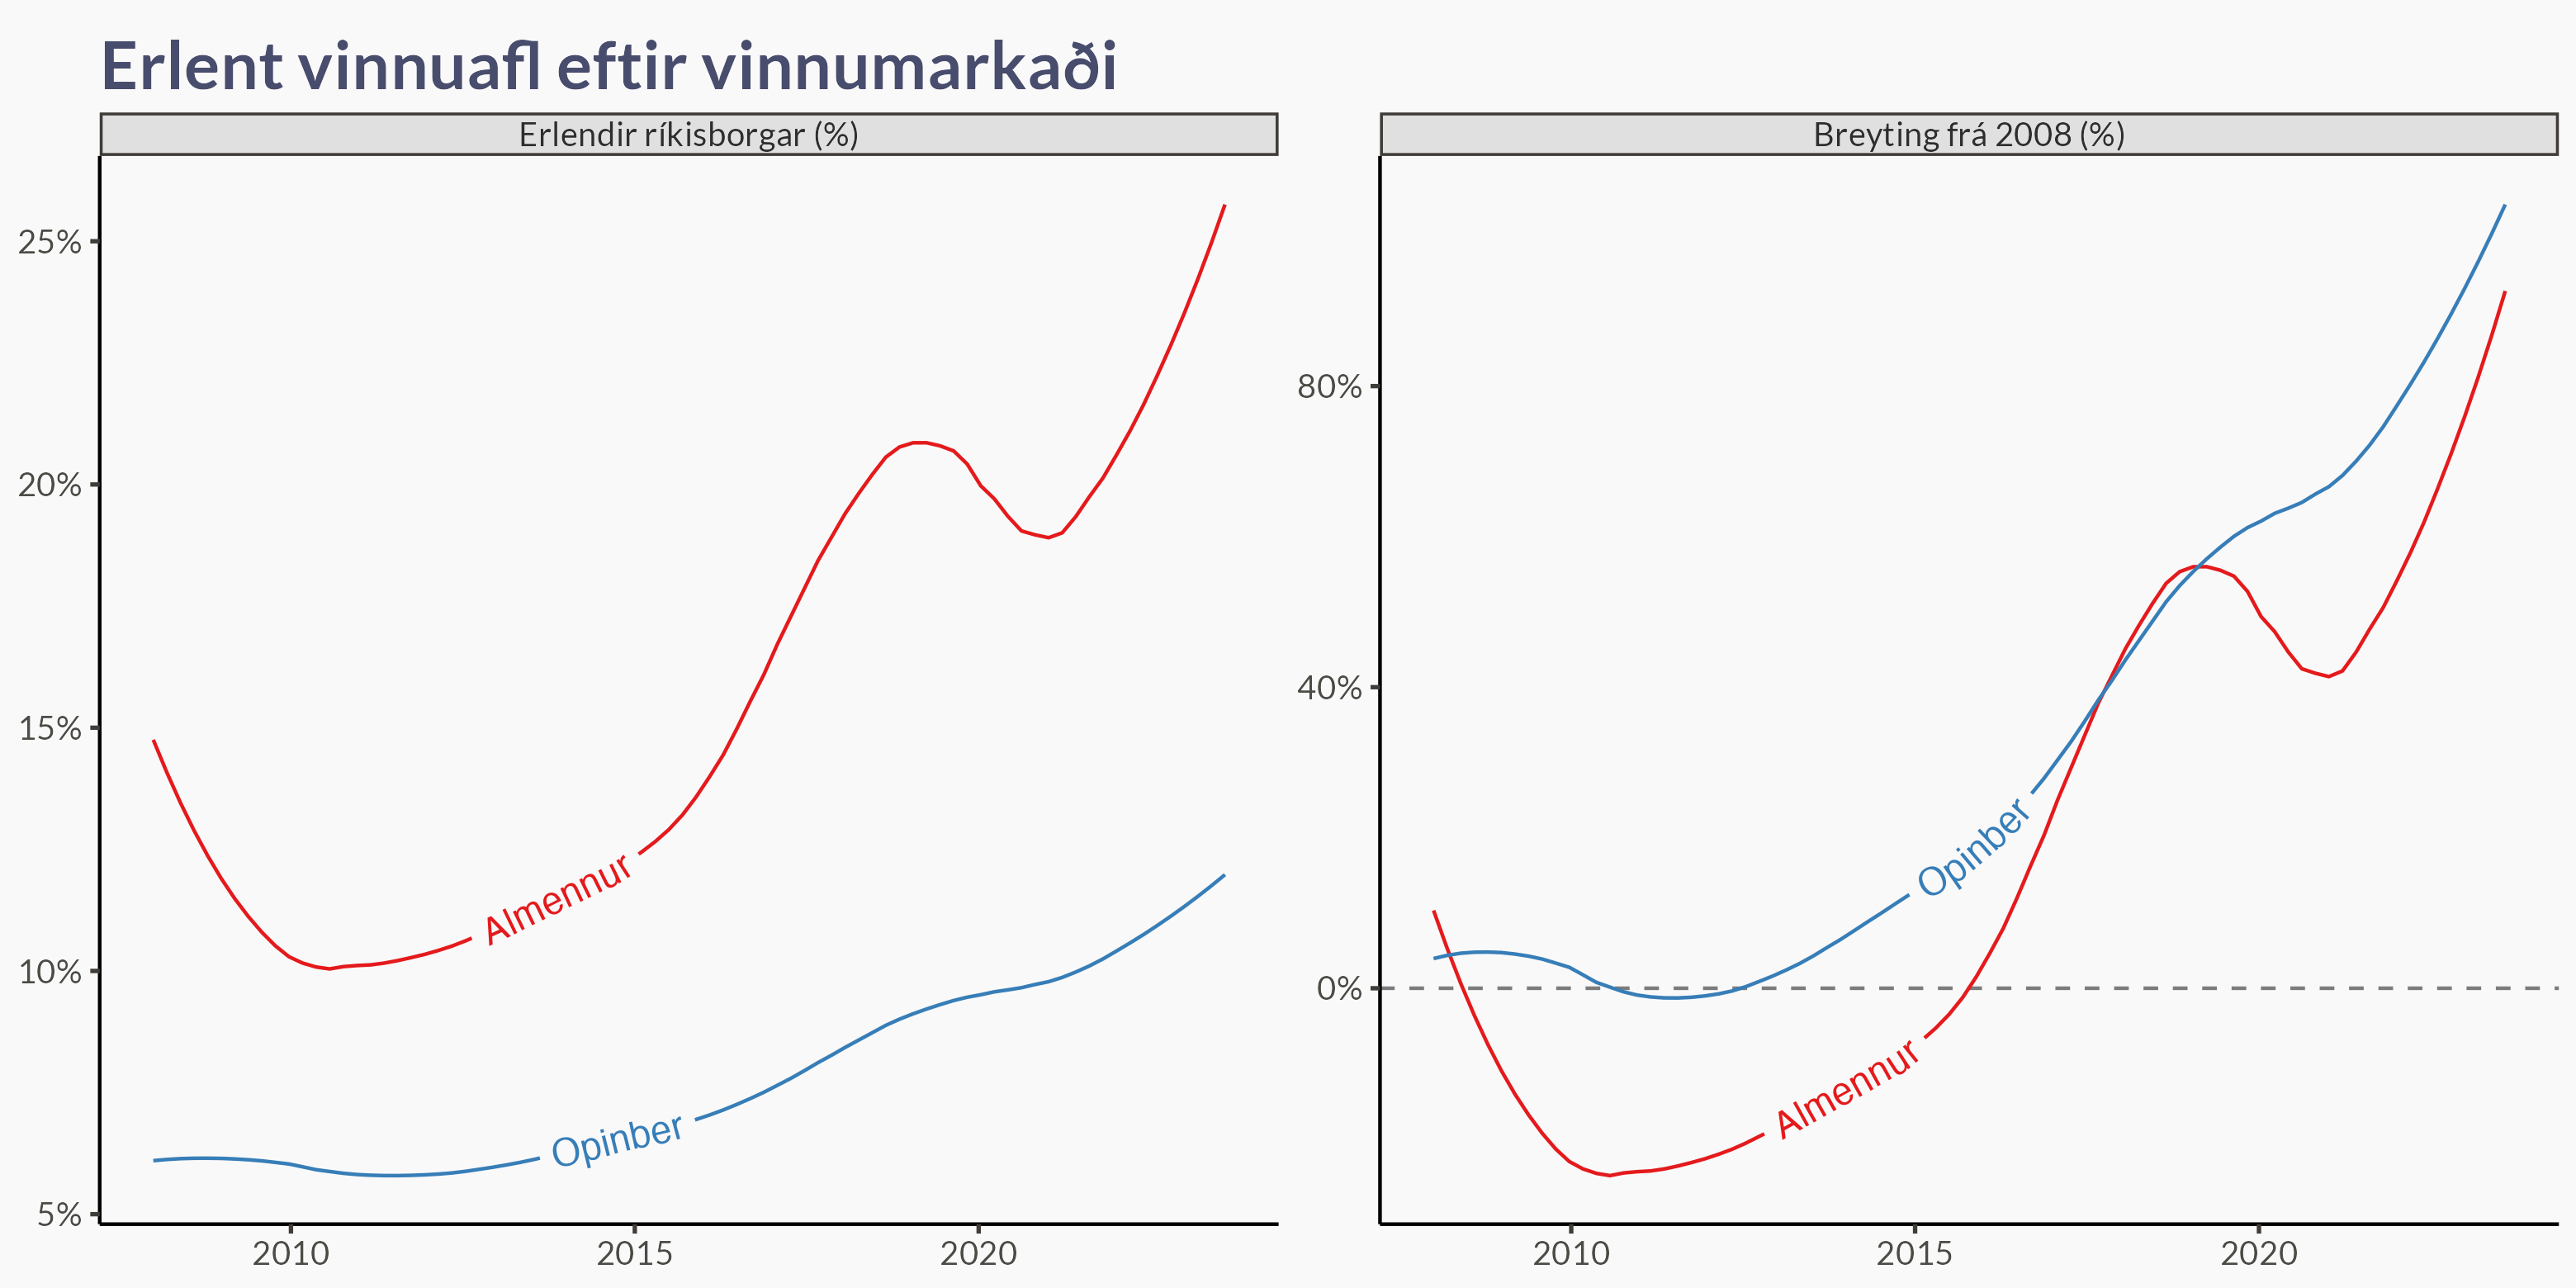 Erlent vinnuafl eftir vinnumarkaði
Erlendir ríkisborgar (%)
25%
20%
15%
10%
5%
Almennur
Opinber
2010 2015 2020
Breyting frá 2008 (%)
80%
40%
0%
Opinber
Almennur
2010 2015 2020